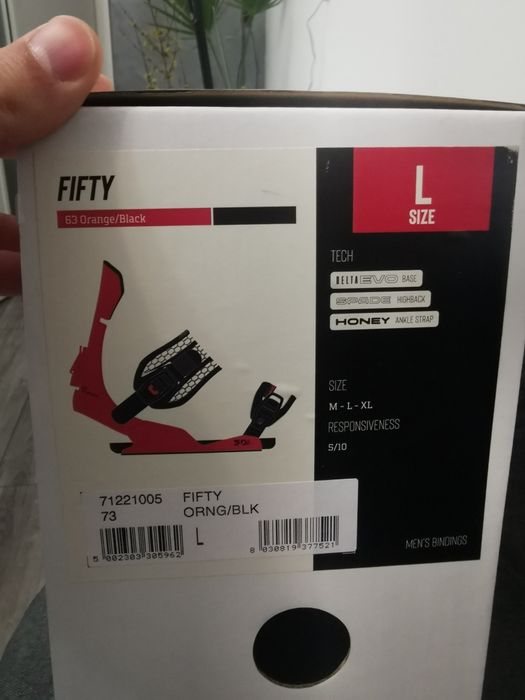 FIFTY
63 Orange/Black
L
SIZE
TECH
DELTA EVO BASE
SPADE HIGHBACK
HONEY ANKLE STRAP
SIZE
M - L - XL
RESPONSIVENESS
5/10
71221005 FIFTY
73 ORNG/BLK
L
5 002303 305962
8 030819 377521
MEN'S BINDINGS